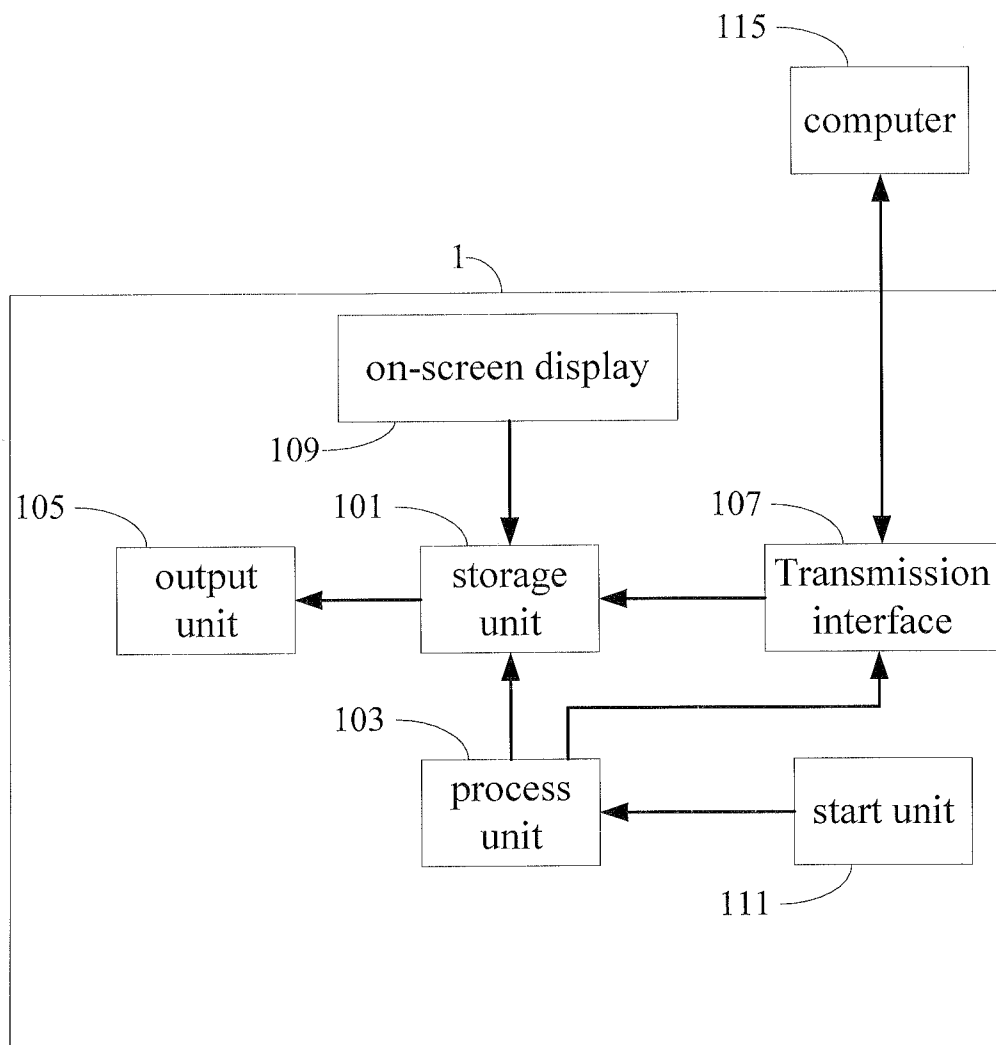 115
computer
1
on-screen display
109
105
101
107
output
unit
storage
unit
Transmission
interface
103
process
unit
start unit
111